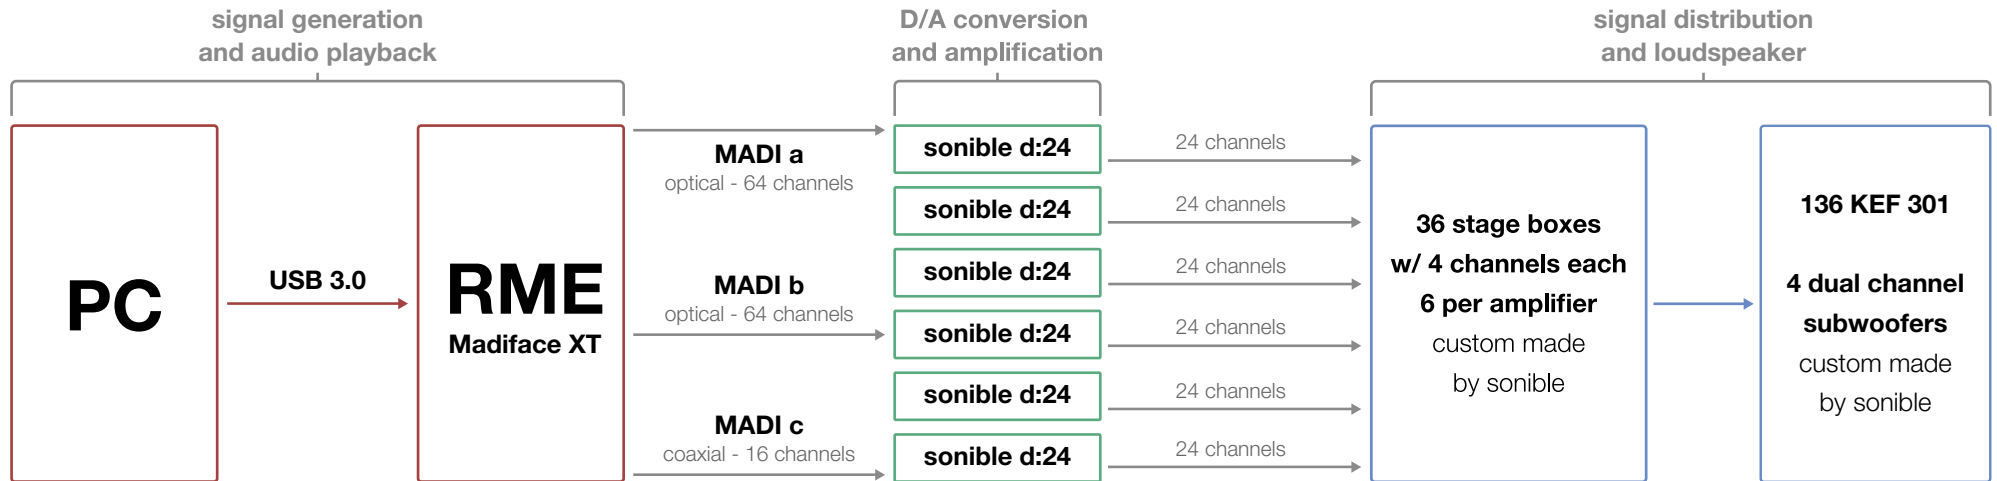 signal generation
and audio playback
D/A conversion
and amplification
signal distribution
and loudspeaker
PC
USB 3.0
RME
Madiface XT
MADI a
optical - 64 channels
MADI b
optical - 64 channels
MADI c
coaxial - 16 channels
sonible d:24
sonible d:24
sonible d:24
sonible d:24
sonible d:24
sonible d:24
24 channels
24 channels
24 channels
24 channels
24 channels
24 channels
36 stage boxes
w/ 4 channels each
6 per amplifier
custom made
by sonible
136 KEF 301
4 dual channel
subwoofers
custom made
by sonible